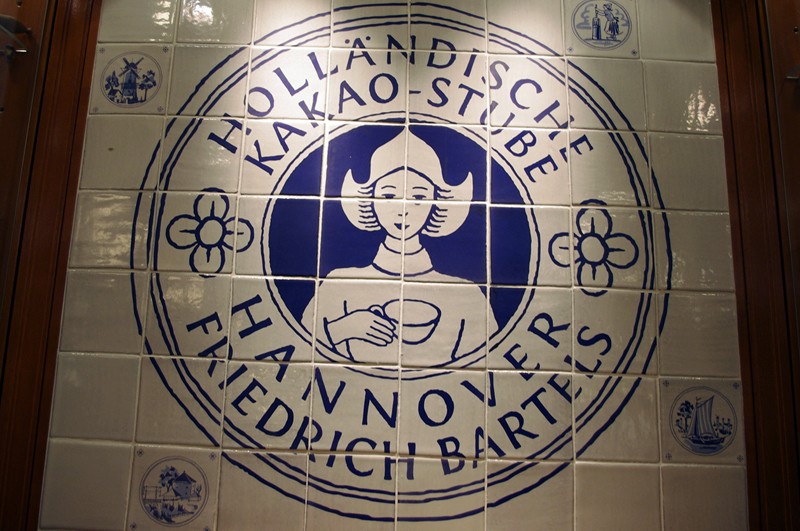 HOLLÄNDISCHE
KAKAO-STUBE
HANNOVER
FRIEDRICH BARTELS